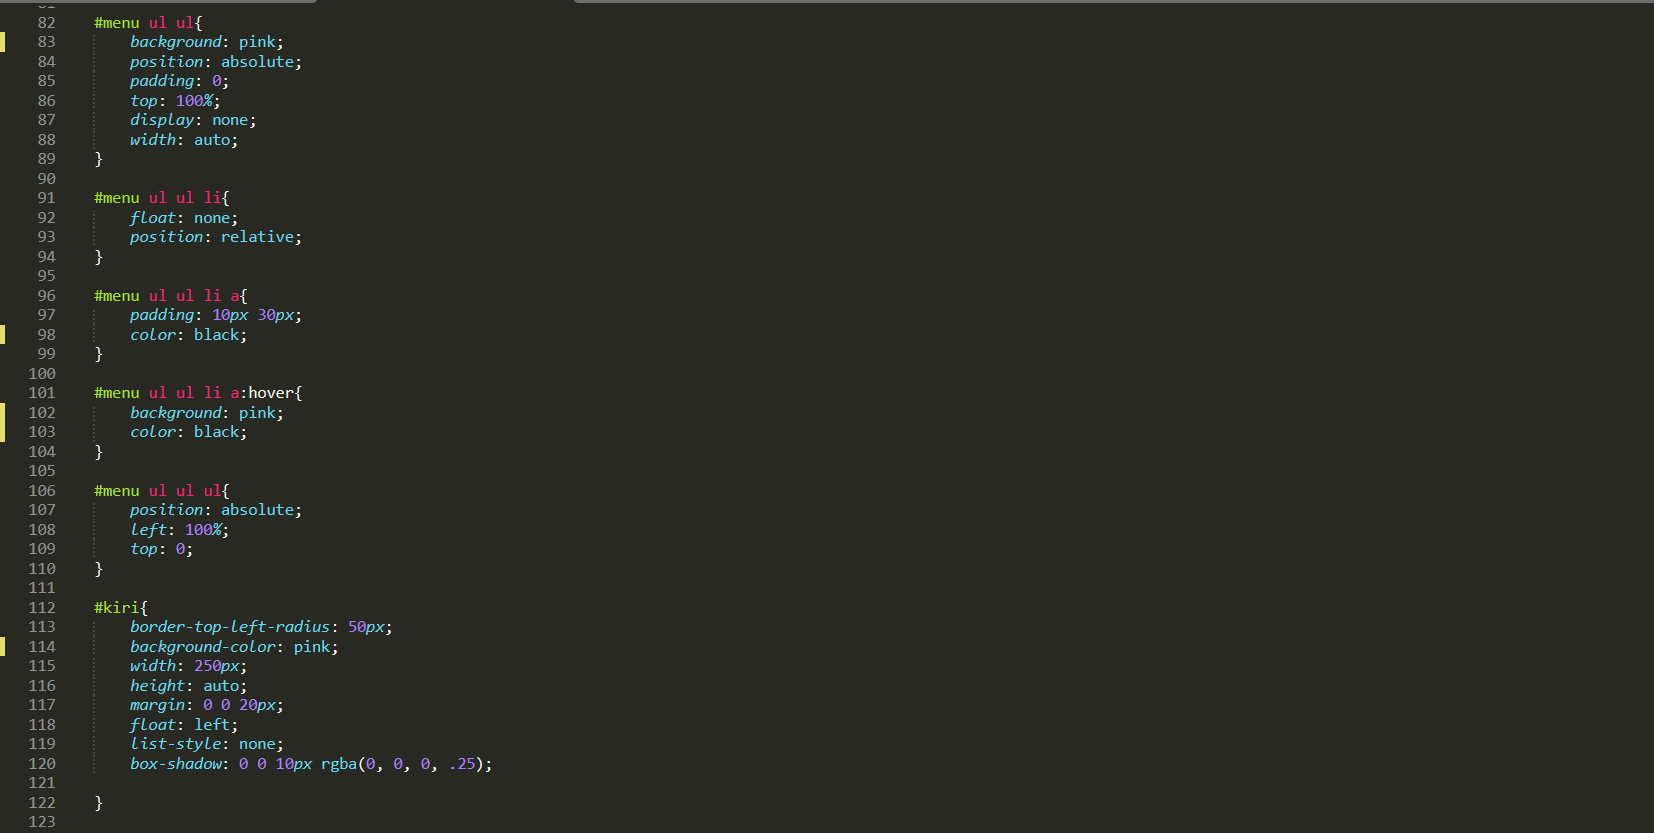 82 #menu ul ul{
83 background: pink;
84 position: absolute;
85 padding: 0;
86 top: 100%;
87 display: none;
88 width: auto;
89 }
90
91 #menu ul ul li{
92 float: none;
93 position: relative;
94 }
95
96 #menu ul ul li a{
97 padding: 10px 30px;
98 color: black;
99 }
100
101 #menu ul ul li a:hover{
102 background: pink;
103 color: black;
104 }
105
106 #menu ul ul ul{
107 position: absolute;
108 left: 100%;
109 top: 0;
110 }
111
112 #kiri{
113 border-top-left-radius: 50px;
114 background-color: pink;
115 width: 250px;
116 height: auto;
117 margin: 0 0 20px;
118 float: left;
119 list-style: none;
120 box-shadow: 0 0 10px rgba(0, 0, 0, .25);
121
122 }
123